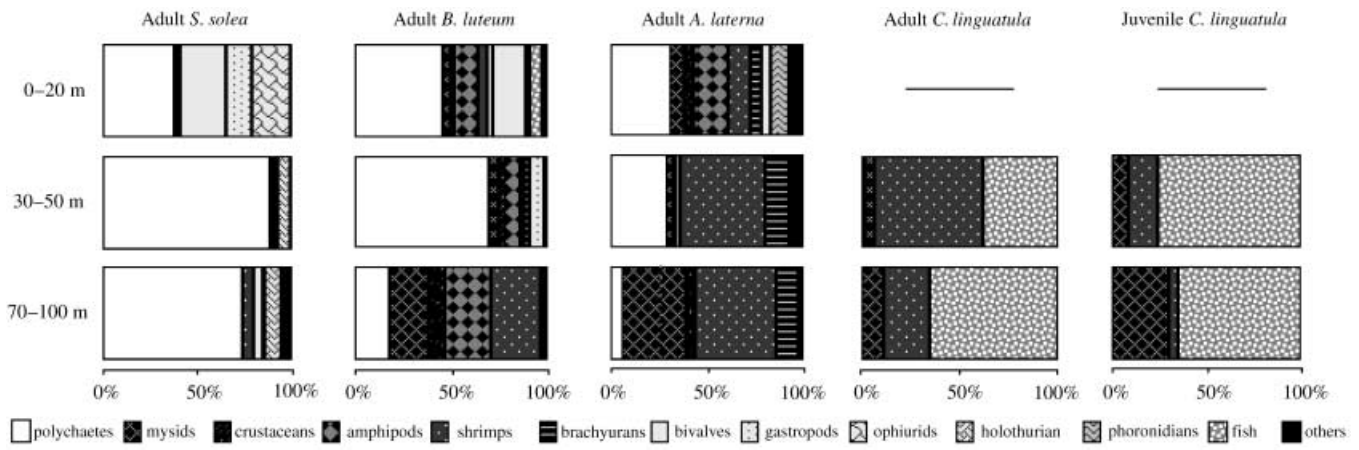 Adult S. solea Adult B. luteum Adult A. laterna Adult C. linguatula Juvenile C. linguatula
0–20 m
30–50 m
70–100 m
0% 50% 100% 0% 50% 100% 0% 50% 100% 0% 50% 100% 0% 50% 100%
polychaetes mysids crustaceans amphipods shrimps brachyurans bivalves gastropods ophiurids holothurian phoronidians fish others